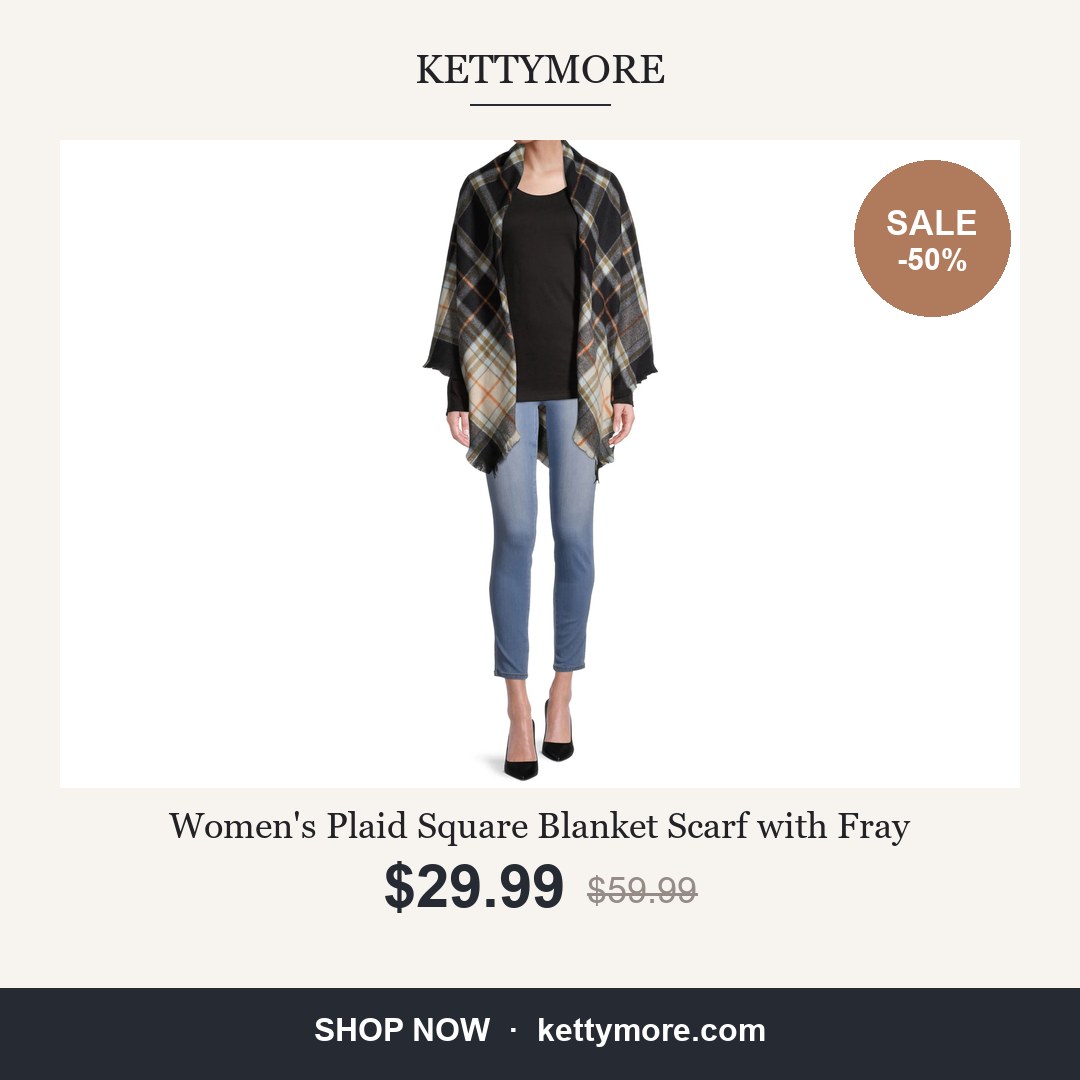 KETTYMORE
SALE
-50%
Women's Plaid Square Blanket Scarf with Fray
$29.99 $59.99
SHOP NOW · kettymore.com